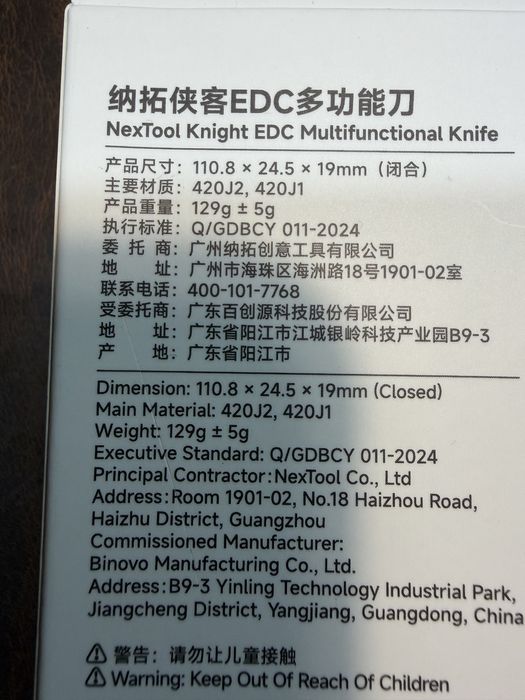 纳拓侠客EDC多功能刀
NexTool Knight EDC Multifunctional Knife
产品尺寸：110.8 × 24.5 × 19mm（闭合）
主要材质：420J2, 420J1
产品重量：129g ± 5g
执行标准：Q/GDBCY 011-2024
委 托 商：广州纳拓创意工具有限公司
地 址：广州市海珠区海洲路18号1901-02室
联系电话：400-101-7768
受委托商：广东百创源科技股份有限公司
地 址：广东省阳江市江城银岭科技产业园B9-3
产 地：广东省阳江市
Dimension: 110.8 × 24.5 × 19mm (Closed)
Main Material: 420J2, 420J1
Weight: 129g ± 5g
Executive Standard: Q/GDBCY 011-2024
Principal Contractor: NexTool Co., Ltd
Address: Room 1901-02, No.18 Haizhou Road,
Haizhu District, Guangzhou
Commissioned Manufacturer:
Binovo Manufacturing Co., Ltd.
Address: B9-3 Yinling Technology Industrial Park,
Jiangcheng District, Yangjiang, Guangdong, China
⚠ 警告：请勿让儿童接触
⚠ Warning: Keep Out Of Reach Of Children